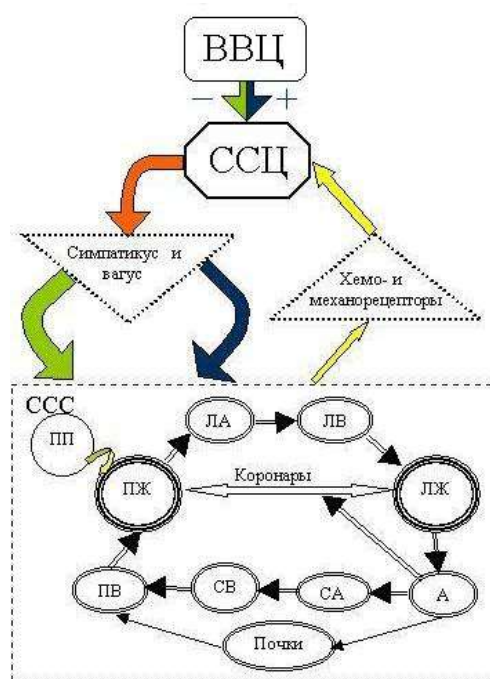 ВВЦ
− +
ССЦ
Симпатикус и
вагус
Хемо- и
механорецепторы
ССС
ПП
ЛА
ЛВ
ПЖ
Коронары
ЛЖ
ПВ
СВ
СА
А
Почки